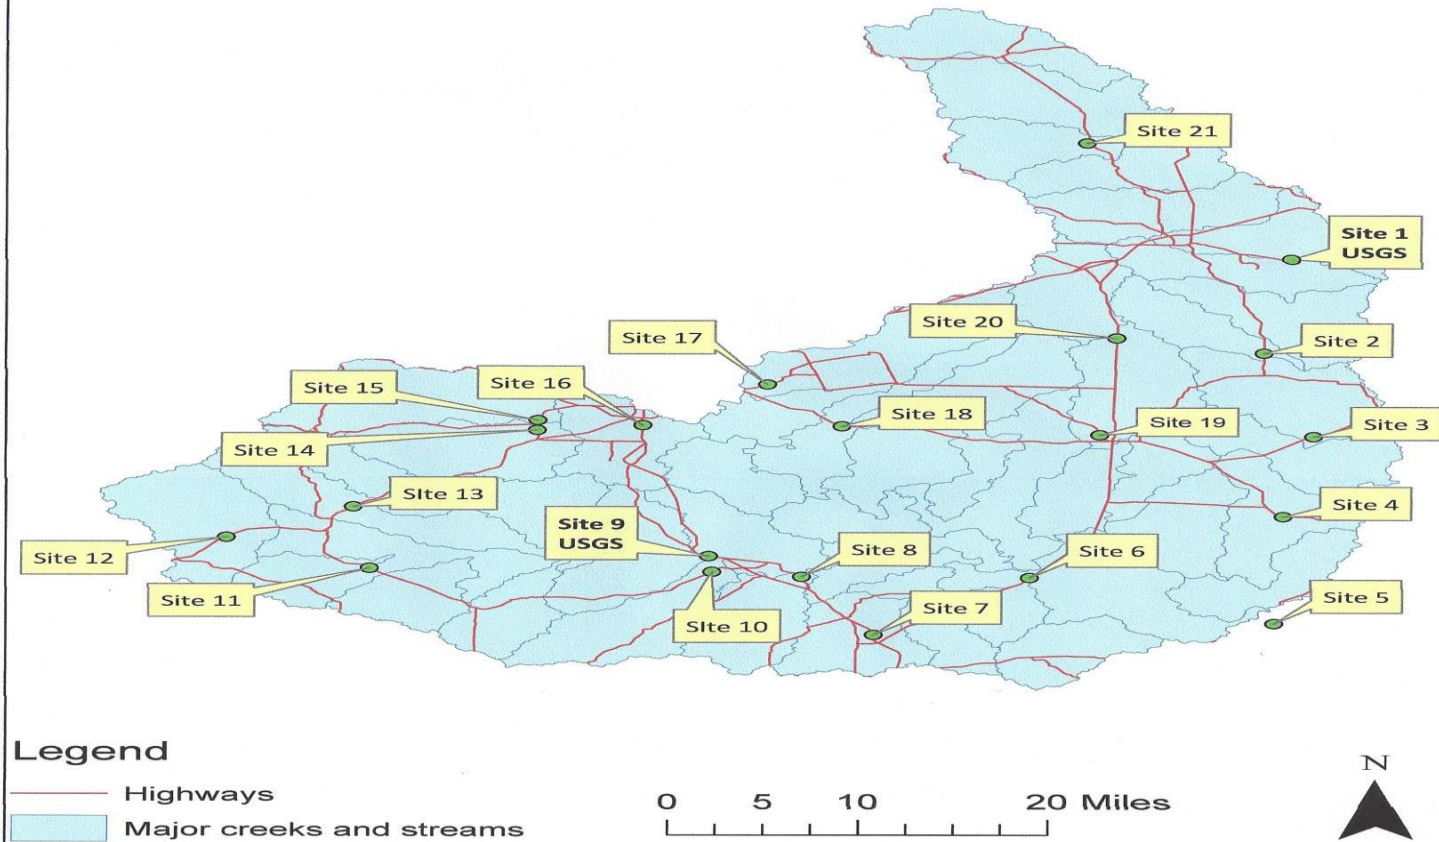 Site 21
Site 1
USGS
Site 20
Site 17
Site 2
Site 15
Site 16
Site 18
Site 19
Site 3
Site 14
SIte 13
Site 9
USGS
Site 4
Site 12
Site 8
Site 6
Site 11
Site 7
Site 5
SIte 10
Legend
Highways
Major creeks and streams
0 5 10 20 Miles
N